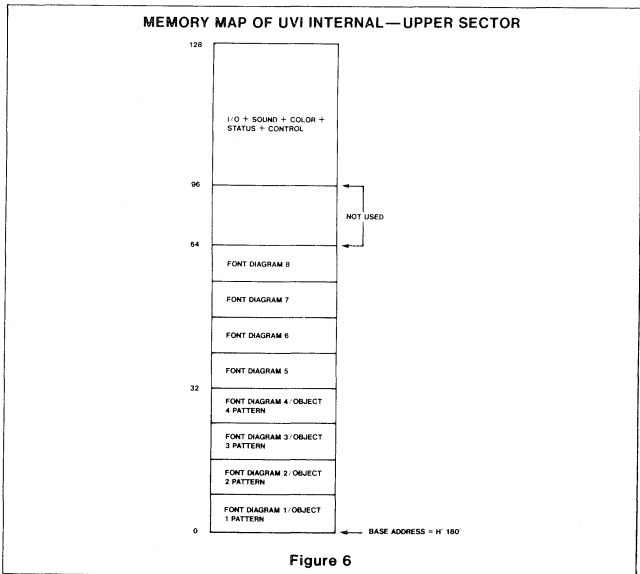 MEMORY MAP OF UVI INTERNAL—UPPER SECTOR
128
I/O + SOUND + COLOR +
STATUS + CONTROL
96
NOT USED
64
FONT DIAGRAM 8
FONT DIAGRAM 7
FONT DIAGRAM 6
FONT DIAGRAM 5
32
FONT DIAGRAM 4/OBJECT
4 PATTERN
FONT DIAGRAM 3/OBJECT
3 PATTERN
FONT DIAGRAM 2/OBJECT
2 PATTERN
FONT DIAGRAM 1/OBJECT
1 PATTERN
0
BASE ADDRESS = H' 180'
Figure 6